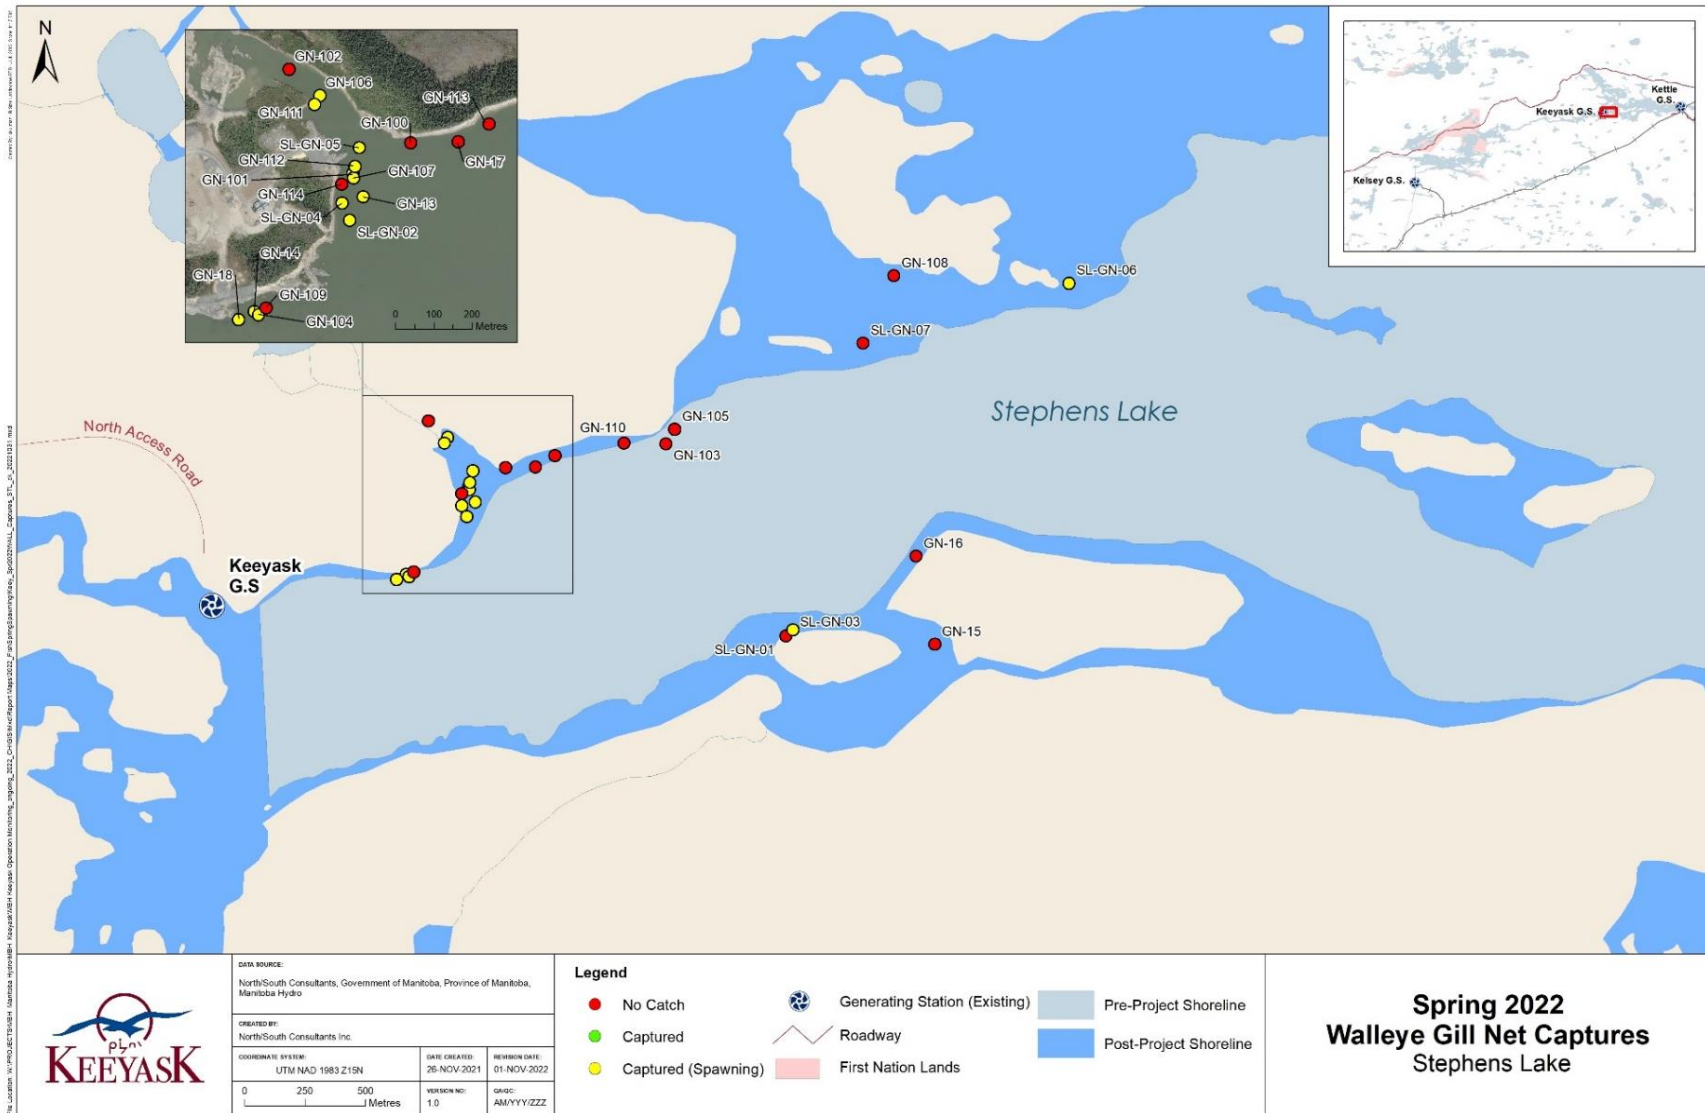 N
GN-102
GN-106
GN-111
GN-113
GN-100
SL-GN-05
GN-17
GN-112
GN-107
GN-101
GN-114
GN-13
SL-GN-04
SL-GN-02
GN-14
GN-18
GN-109
GN-104
0 100 200
Metres
Kettle
G.S.
Keeyask G.S.
Kelsey G.S.
GN-108
SL-GN-06
SL-GN-07
Stephens Lake
GN-105
GN-110
GN-103
North Access Road
Keeyask
G.S
GN-16
SL-GN-03
SL-GN-01
GN-15
KEEYASK
DATA SOURCE:
North/South Consultants, Government of Manitoba, Province of Manitoba,
Manitoba Hydro
CREATED BY:
North/South Consultants Inc.
COORDINATE SYSTEM:
UTM NAD 1983 Z15N
DATE CREATED:
26-NOV-2021
REVISION DATE:
01-NOV-2022
0 250 500
Metres
VERSION NO:
1.0
QA/QC:
AM/YYY/ZZZ
Legend
No Catch
Captured
Captured (Spawning)
Generating Station (Existing)
Roadway
First Nation Lands
Pre-Project Shoreline
Post-Project Shoreline
Spring 2022
Walleye Gill Net Captures
Stephens Lake